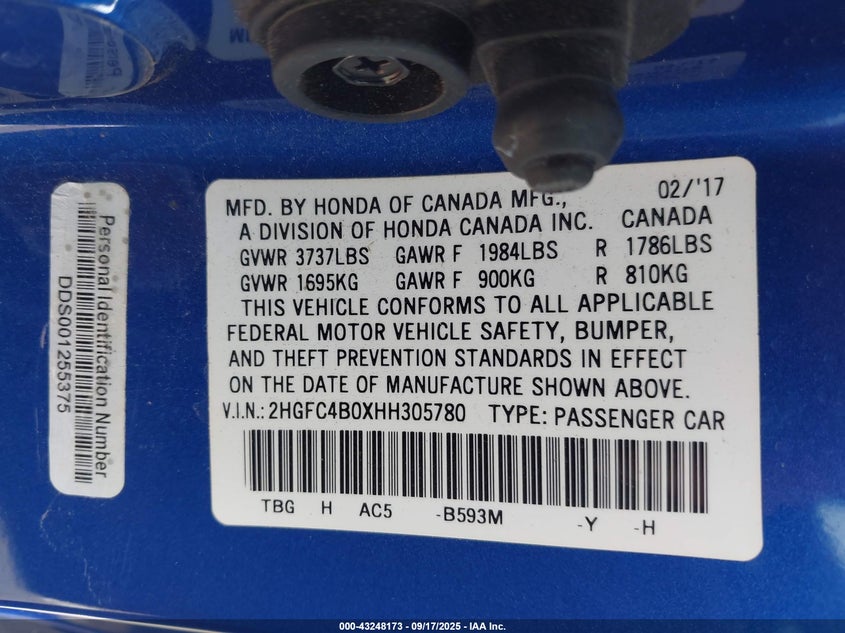 MFD. BY HONDA OF CANADA MFG., 02/'17
A DIVISION OF HONDA CANADA INC. CANADA
GVWR 3737LBS GAWR F 1984LBS R 1786LBS
GVWR 1695KG GAWR F 900KG R 810KG
THIS VEHICLE CONFORMS TO ALL APPLICABLE
FEDERAL MOTOR VEHICLE SAFETY, BUMPER,
AND THEFT PREVENTION STANDARDS IN EFFECT
ON THE DATE OF MANUFACTURE SHOWN ABOVE.
V.I.N.: 2HGFC4B0XHH305780 TYPE: PASSENGER CAR
TBG H AC5 -B593M -Y -H
Personal Identification Number
DDS001255375
000-43248173 - 09/17/2025 - IAA Inc.